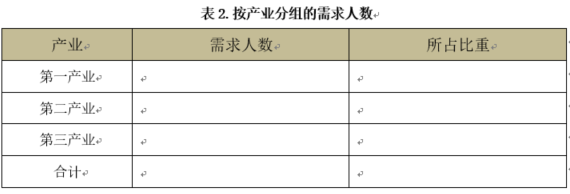 表 2. 按产业分组的需求人数
产业 需求人数 所占比重
第一产业
第二产业
第三产业
合计